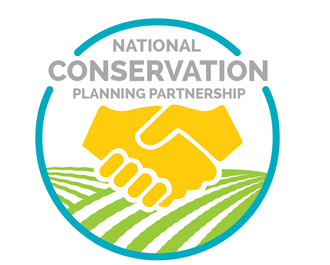 NATIONAL
CONSERVATION
PLANNING PARTNERSHIP